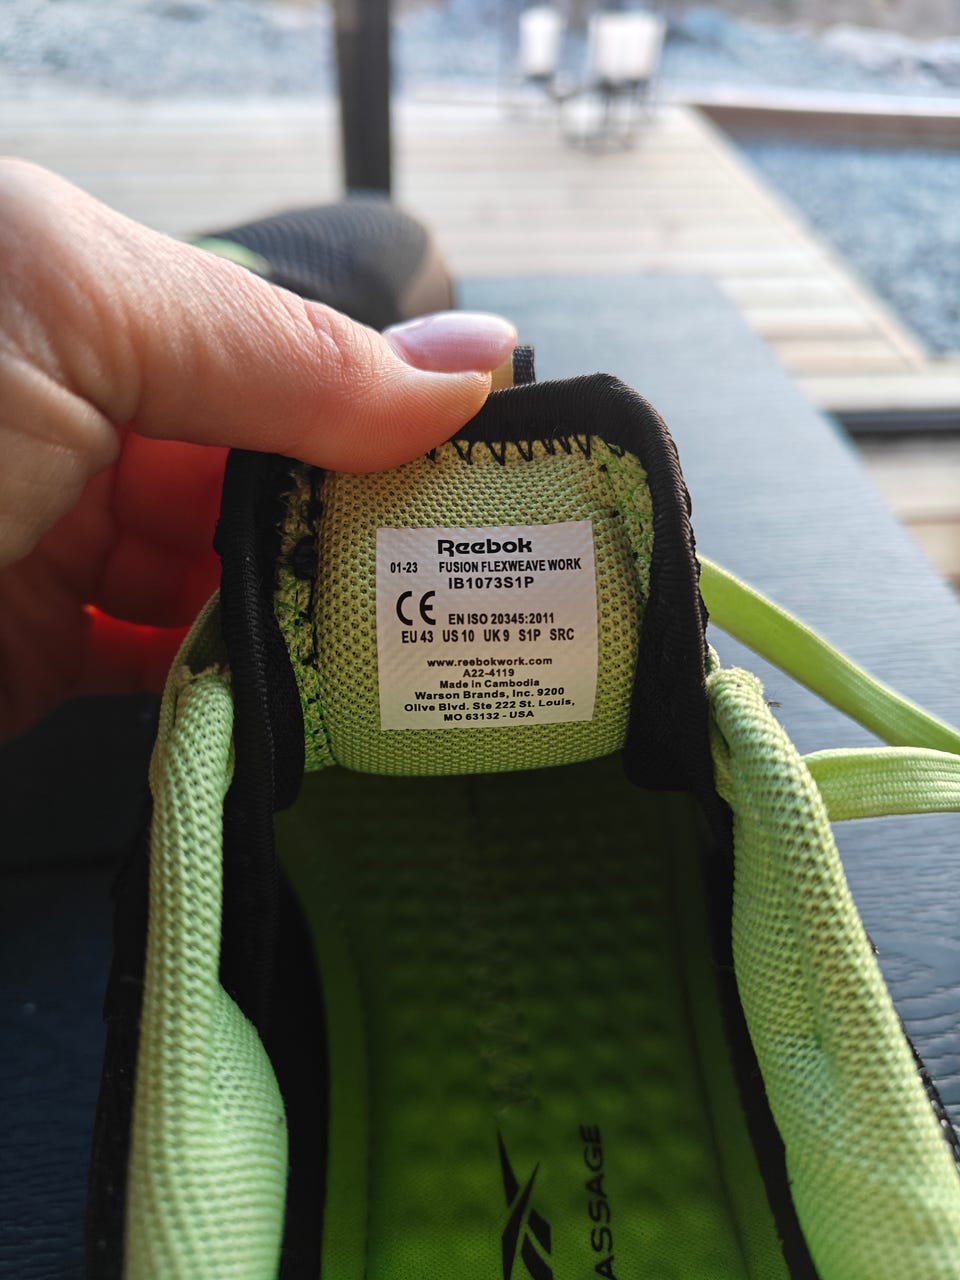 Reebok
01-23 FUSION FLEXWEAVE WORK
IB1073S1P
CE EN ISO 20345:2011
EU 43 US 10 UK 9 S1P SRC
www.reebokwork.com
A22-4119
Made in Cambodia
Warson Brands, Inc. 9200
Olive Blvd. Ste 222 St. Louis,
MO 63132 - USA
ASSAGE